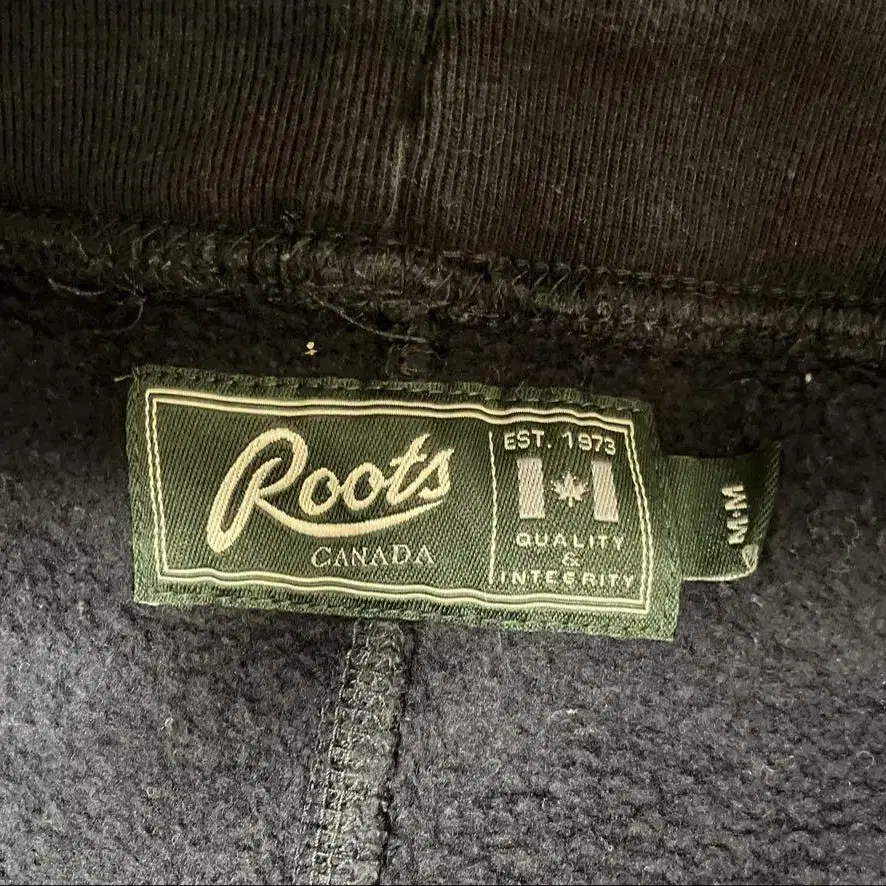 Roots
CANADA
EST. 1973
QUALITY
&
INTEGRITY
M•M